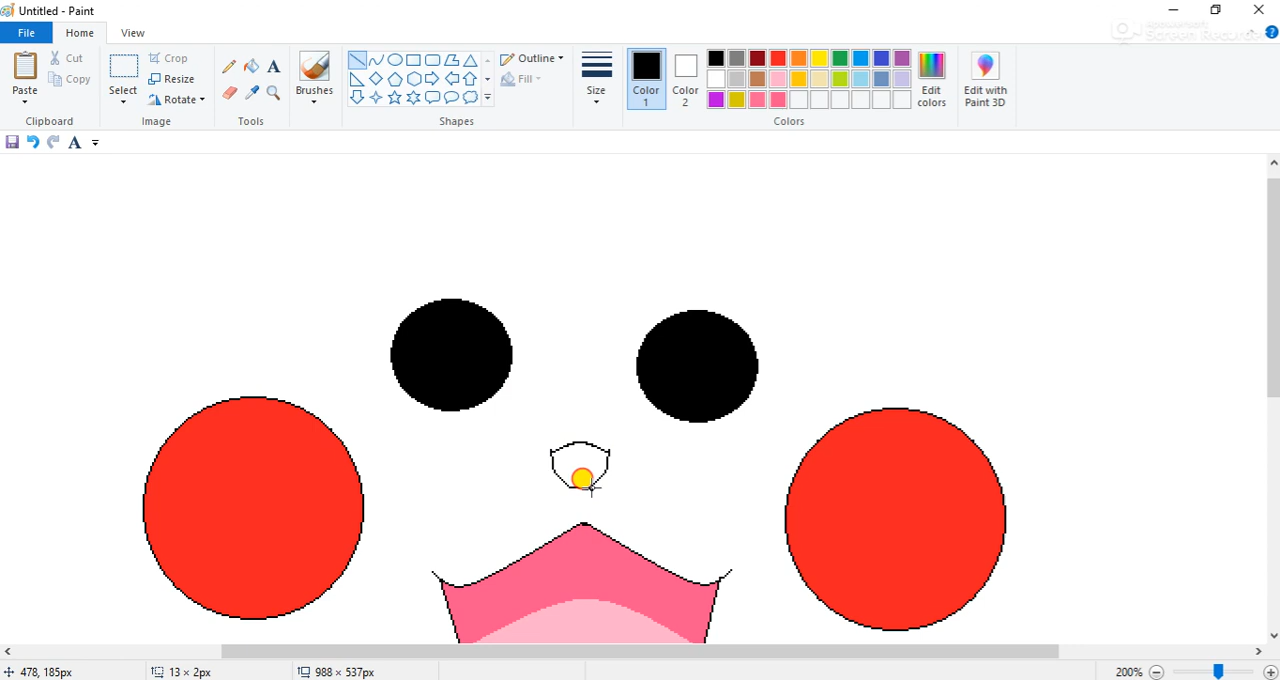 Untitled - Paint
File Home View
Paste
Cut
Copy
Clipboard
Select
Crop
Resize
Rotate
Image
Tools
Brushes
Shapes
Outline
Fill
Size
Color 1
Color 2
Colors
Edit colors
Edit with Paint 3D
478, 185px
13 × 2px
988 × 537px
200%